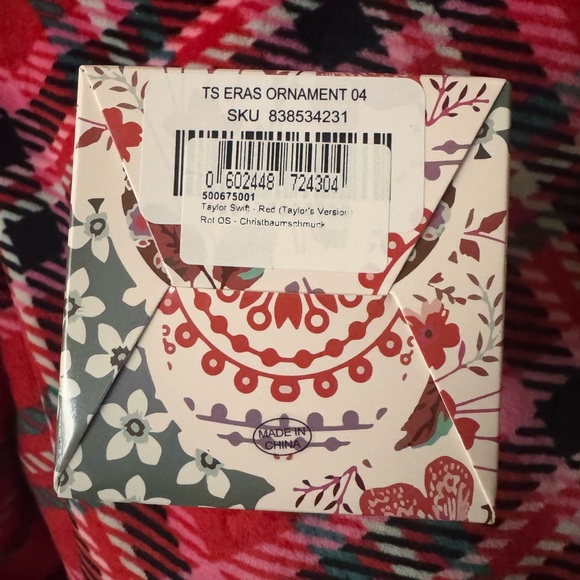 TS ERAS ORNAMENT 04
SKU 838534231
0 602448 724304
500675001
Taylor Swift - Red (Taylor's Version)
Rot OS - Christbaumschmuck
MADE IN
CHINA